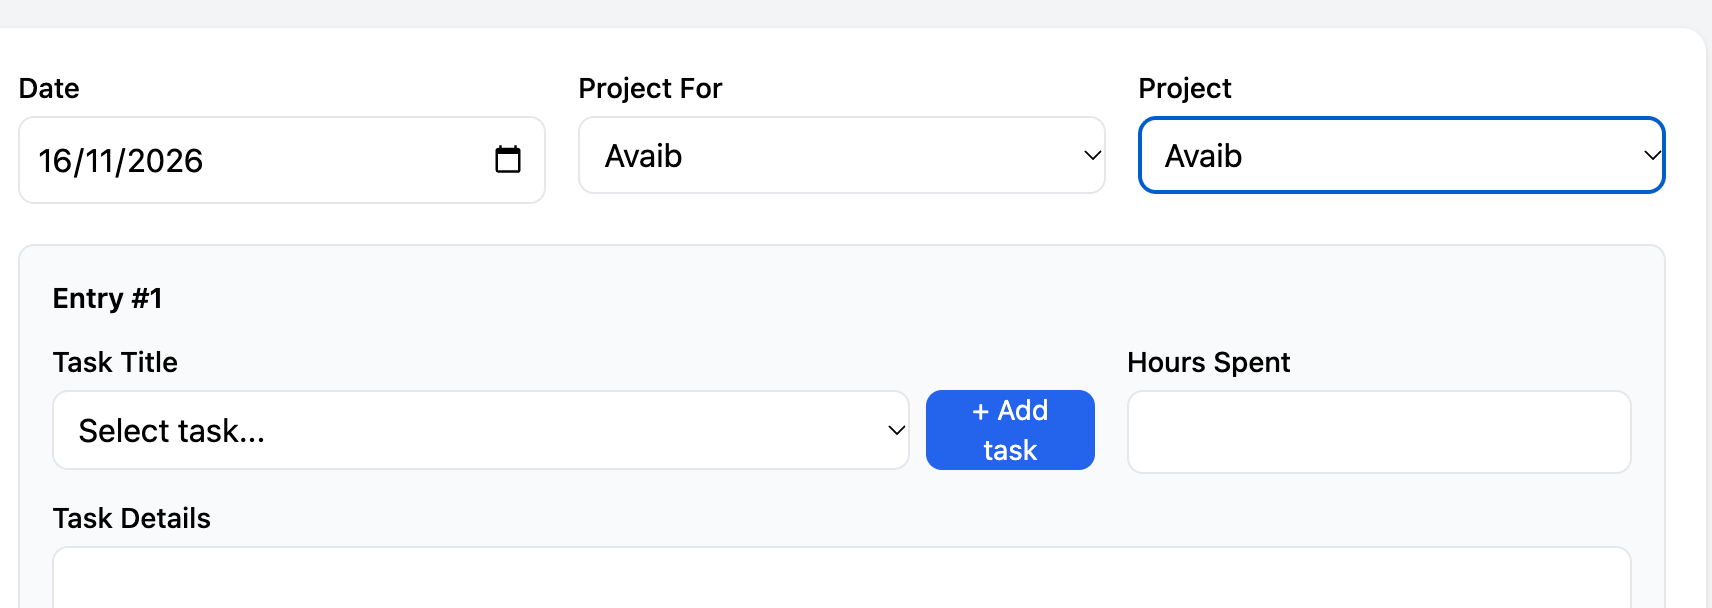 Date
Project For
Project
16/11/2026
Avaib
Avaib
Entry #1
Task Title
Hours Spent
Select task...
+ Add
task
Task Details